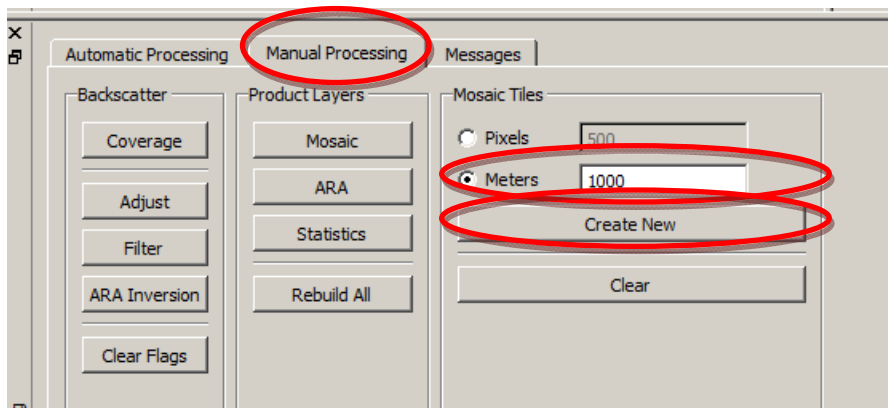 Automatic Processing
Manual Processing
Messages
Backscatter
Coverage
Adjust
Filter
ARA Inversion
Clear Flags
Product Layers
Mosaic
ARA
Statistics
Rebuild All
Mosaic Tiles
Pixels 500
Meters 1000
Create New
Clear